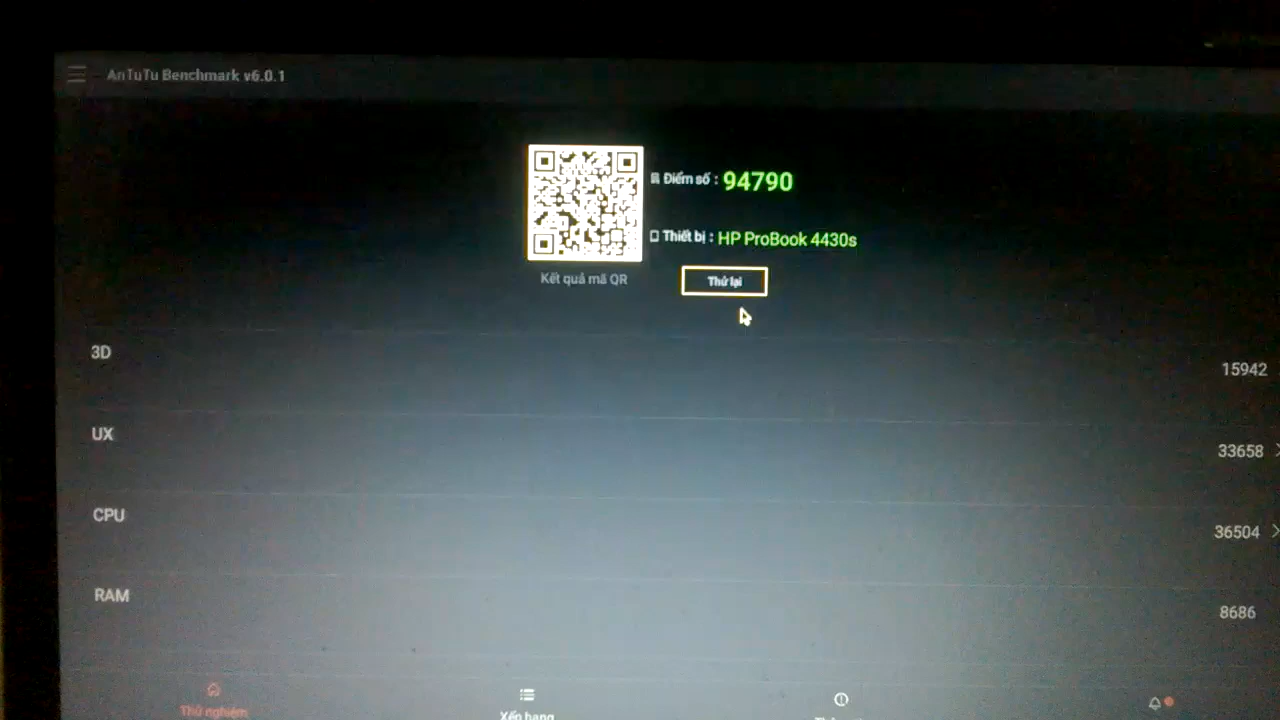 AnTuTu Benchmark v6.0.1
Điểm số : 94790
Thiết bị : HP ProBook 4430s
Kết quả mã QR
Thử lại
3D 15942
UX 33658
CPU 36504
RAM 8686
Thử nghiệm
Xếp hạng